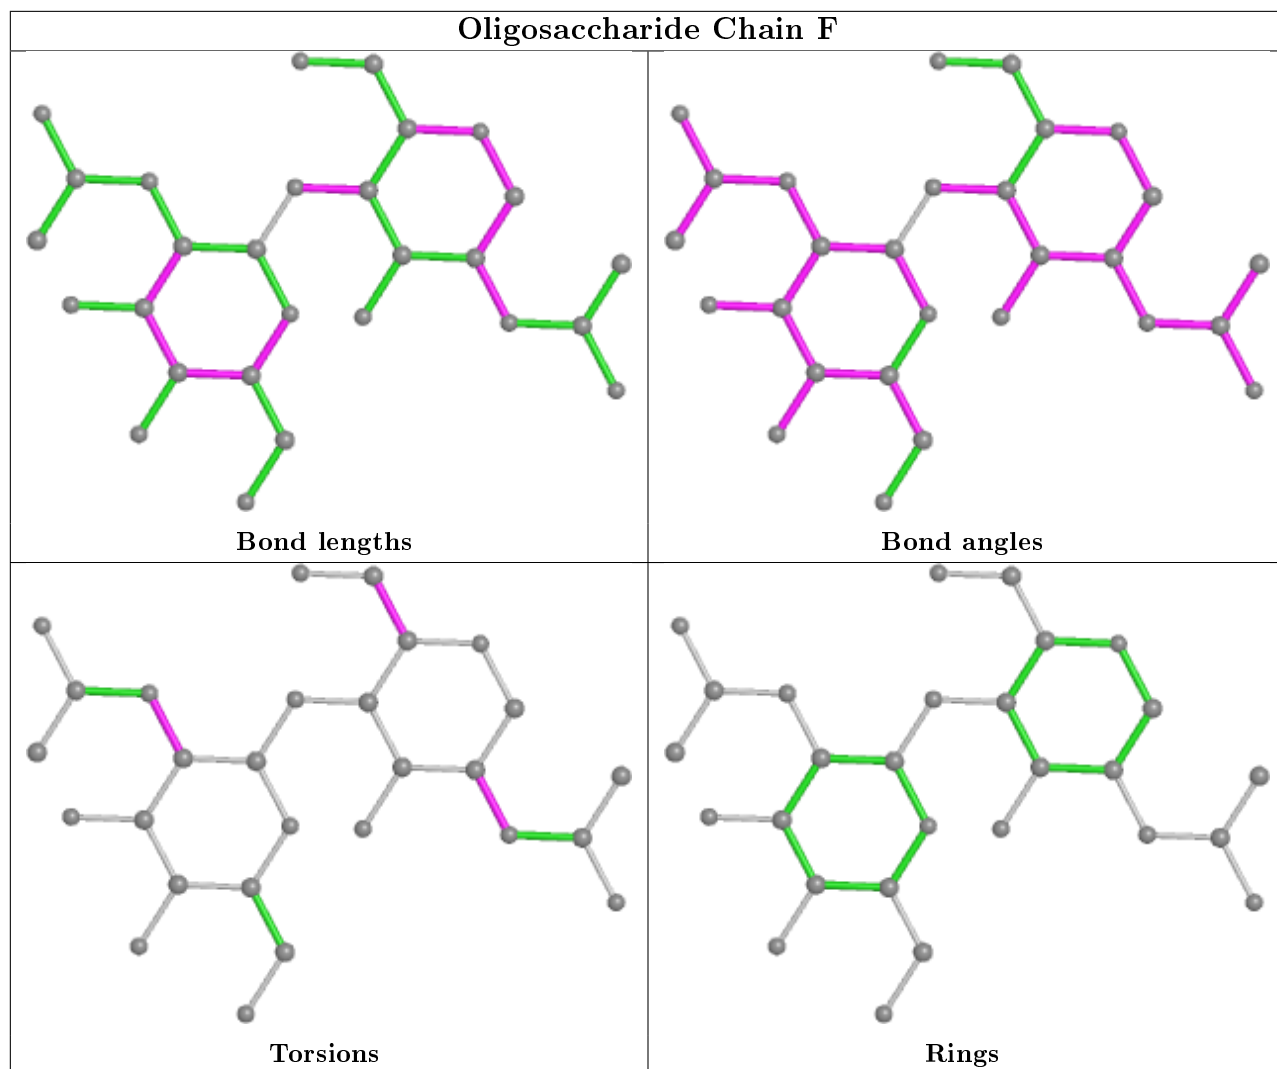 Oligosaccharide Chain F
Bond lengths
Bond angles
Torsions
Rings